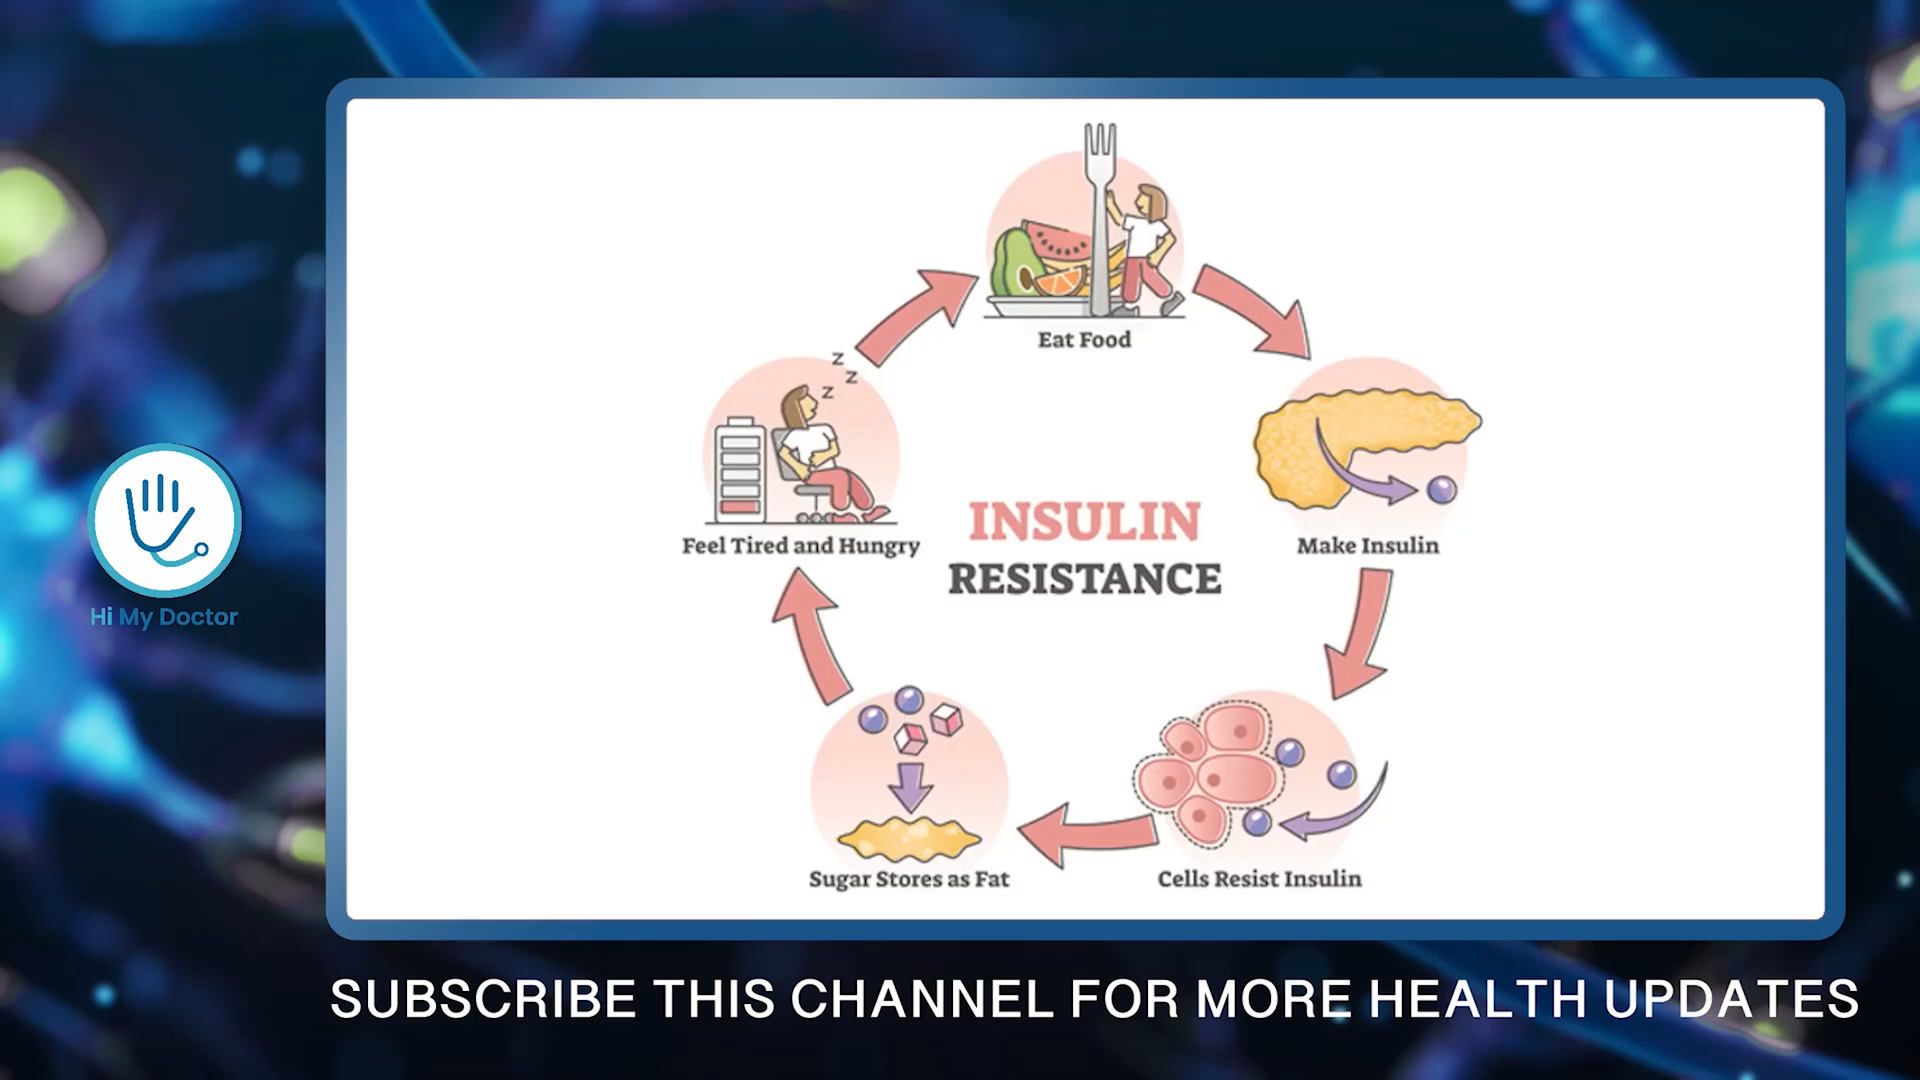 Eat Food
z
z
z
Feel Tired and Hungry
INSULIN
RESISTANCE
Make Insulin
Hi My Doctor
Sugar Stores as Fat
Cells Resist Insulin
SUBSCRIBE THIS CHANNEL FOR MORE HEALTH UPDATES